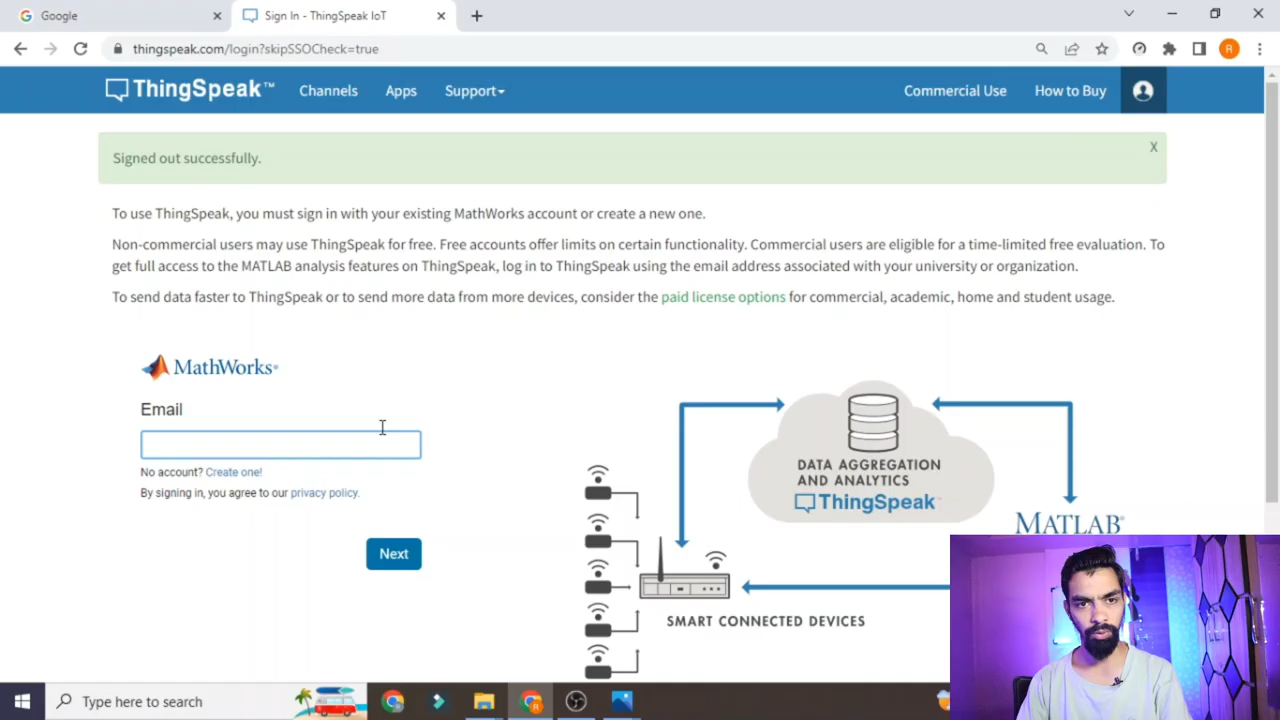 Google
Sign In - ThingSpeak IoT
thingspeak.com/login?skipSSOCheck=true
R
ThingSpeak™
Channels
Apps
Support
Commercial Use
How to Buy
Signed out successfully.
X
To use ThingSpeak, you must sign in with your existing MathWorks account or create a new one.
Non-commercial users may use ThingSpeak for free. Free accounts offer limits on certain functionality. Commercial users are eligible for a time-limited free evaluation. To
get full access to the MATLAB analysis features on ThingSpeak, log in to ThingSpeak using the email address associated with your university or organization.
To send data faster to ThingSpeak or to send more data from more devices, consider the paid license options for commercial, academic, home and student usage.
MathWorks®
Email
No account? Create one!
By signing in, you agree to our privacy policy.
Next
DATA AGGREGATION
AND ANALYTICS
ThingSpeak
MATLAB®
SMART CONNECTED DEVICES
Type here to search